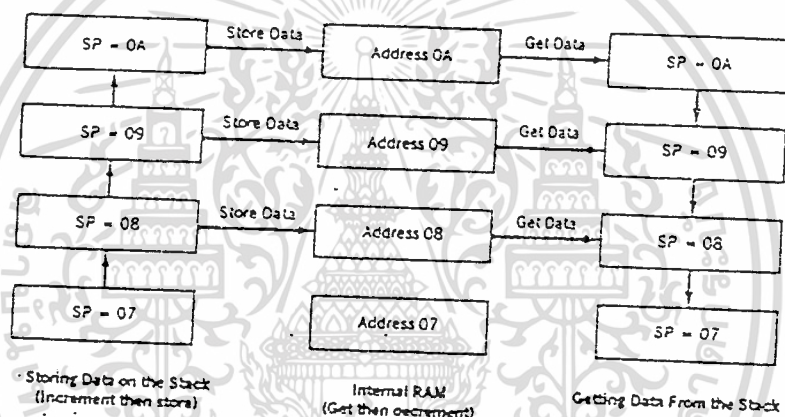 SP = 0A
Store Data
Address 0A
Get Data
SP = 0A
SP = 09
Store Data
Address 09
Get Data
SP = 09
SP = 08
Store Data
Address 08
Get Data
SP = 08
SP = 07
Address 07
SP = 07
Storing Data on the Stack
(Increment then store)
Internal RAM
(Get then decrement)
Getting Data From the Stack